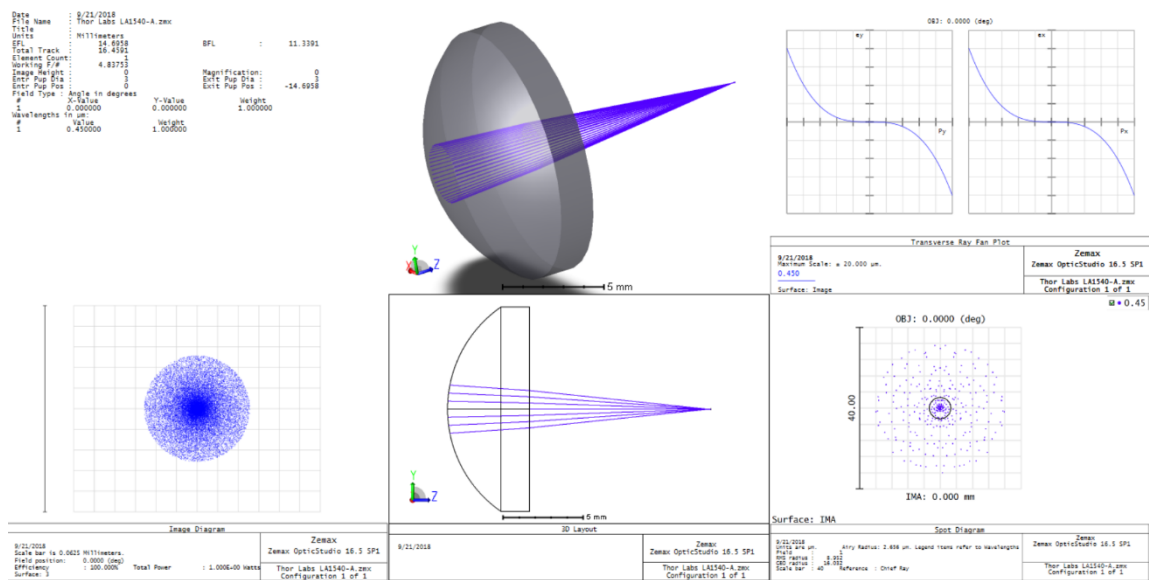 Date : 9/21/2018
File Name : Thor Labs LA1540-A.zmx
Title :
Units : Millimeters
EFL : 14.6958 BFL : 11.3391
Total Track : 16.4591
Element Count: 1
Working F/# : 4.83753
Image Height : 0 Magnification: 0
Entr Pup Dia : 3 Exit Pup Dia : 3
Entr Pup Pos : 0 Exit Pup Pos : -14.6958
Field Type : Angle in degrees
# X-Value Y-Value Weight
1 0.000000 0.000000 1.000000
Wavelengths in um:
# Value Weight
1 0.450000 1.000000
Y
X Z
5 mm
OBJ: 0.0000 (deg)
ey ex
Py Px
Transverse Ray Fan Plot
9/21/2018
Maximum Scale: ± 20.000 um.
0.450
Surface: Image
Zemax
Zemax OpticStudio 16.5 SP1
Thor Labs LA1540-A.zmx
Configuration 1 of 1
Image Diagram
9/21/2018
Scale bar is 0.0625 Millimeters.
Field position: 0.0000 (deg)
Efficiency : 100.000% Total Power : 1.000E+00 Watts
Surface: 3
Zemax
Zemax OpticStudio 16.5 SP1
Thor Labs LA1540-A.zmx
Configuration 1 of 1
Y
Z
5 mm
3D Layout
9/21/2018
Zemax
Zemax OpticStudio 16.5 SP1
Thor Labs LA1540-A.zmx
Configuration 1 of 1
0.45
OBJ: 0.0000 (deg)
40.00
IMA: 0.000 mm
Surface: IMA
Spot Diagram
9/21/2018
Units are µm. Airy Radius: 2.656 µm. Legend items refer to Wavelengths
Field : 1
RMS radius :
GEO radius :
Scale bar : 40 Reference : Chief Ray
Zemax
Zemax OpticStudio 16.5 SP1
Thor Labs LA1540-A.zmx
Configuration 1 of 1